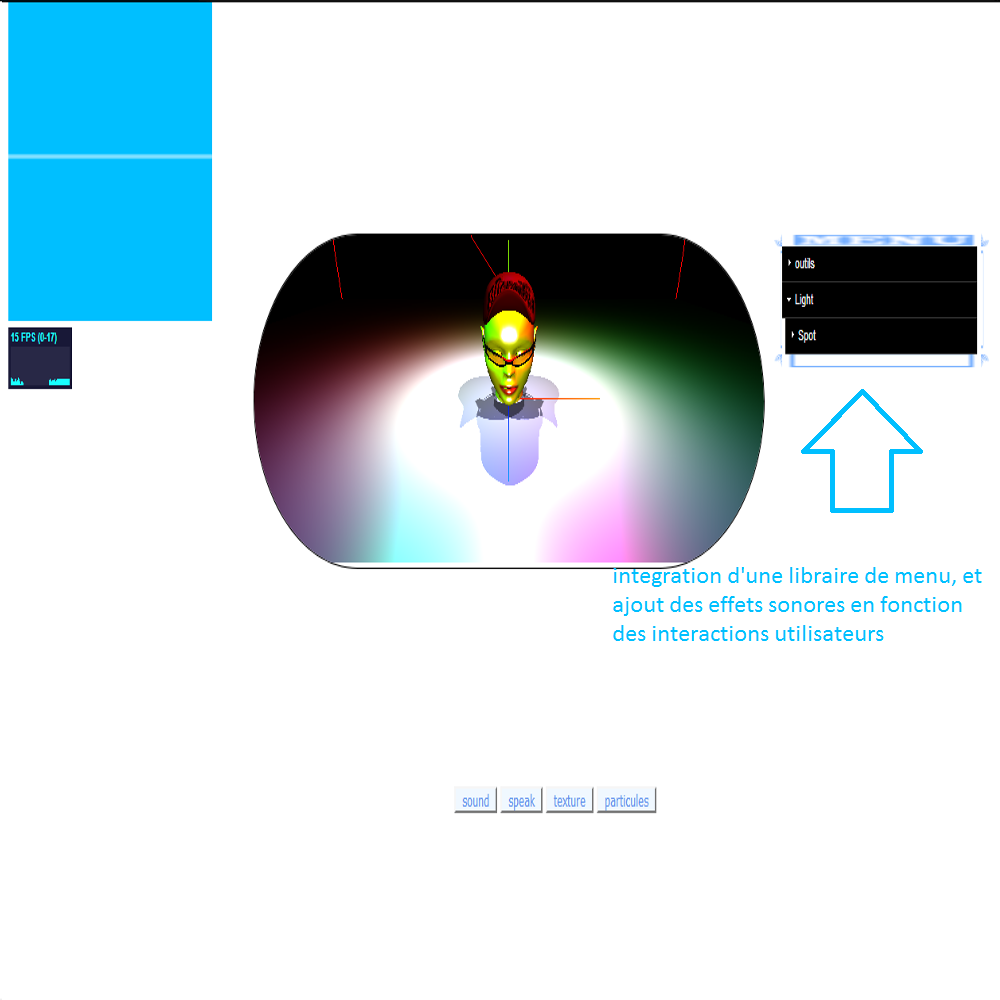 MENU
outils
Light
Spot
15 FPS (0-17)
integration d'une libraire de menu, et
ajout des effets sonores en fonction
des interactions utilisateurs
sound speak texture particules